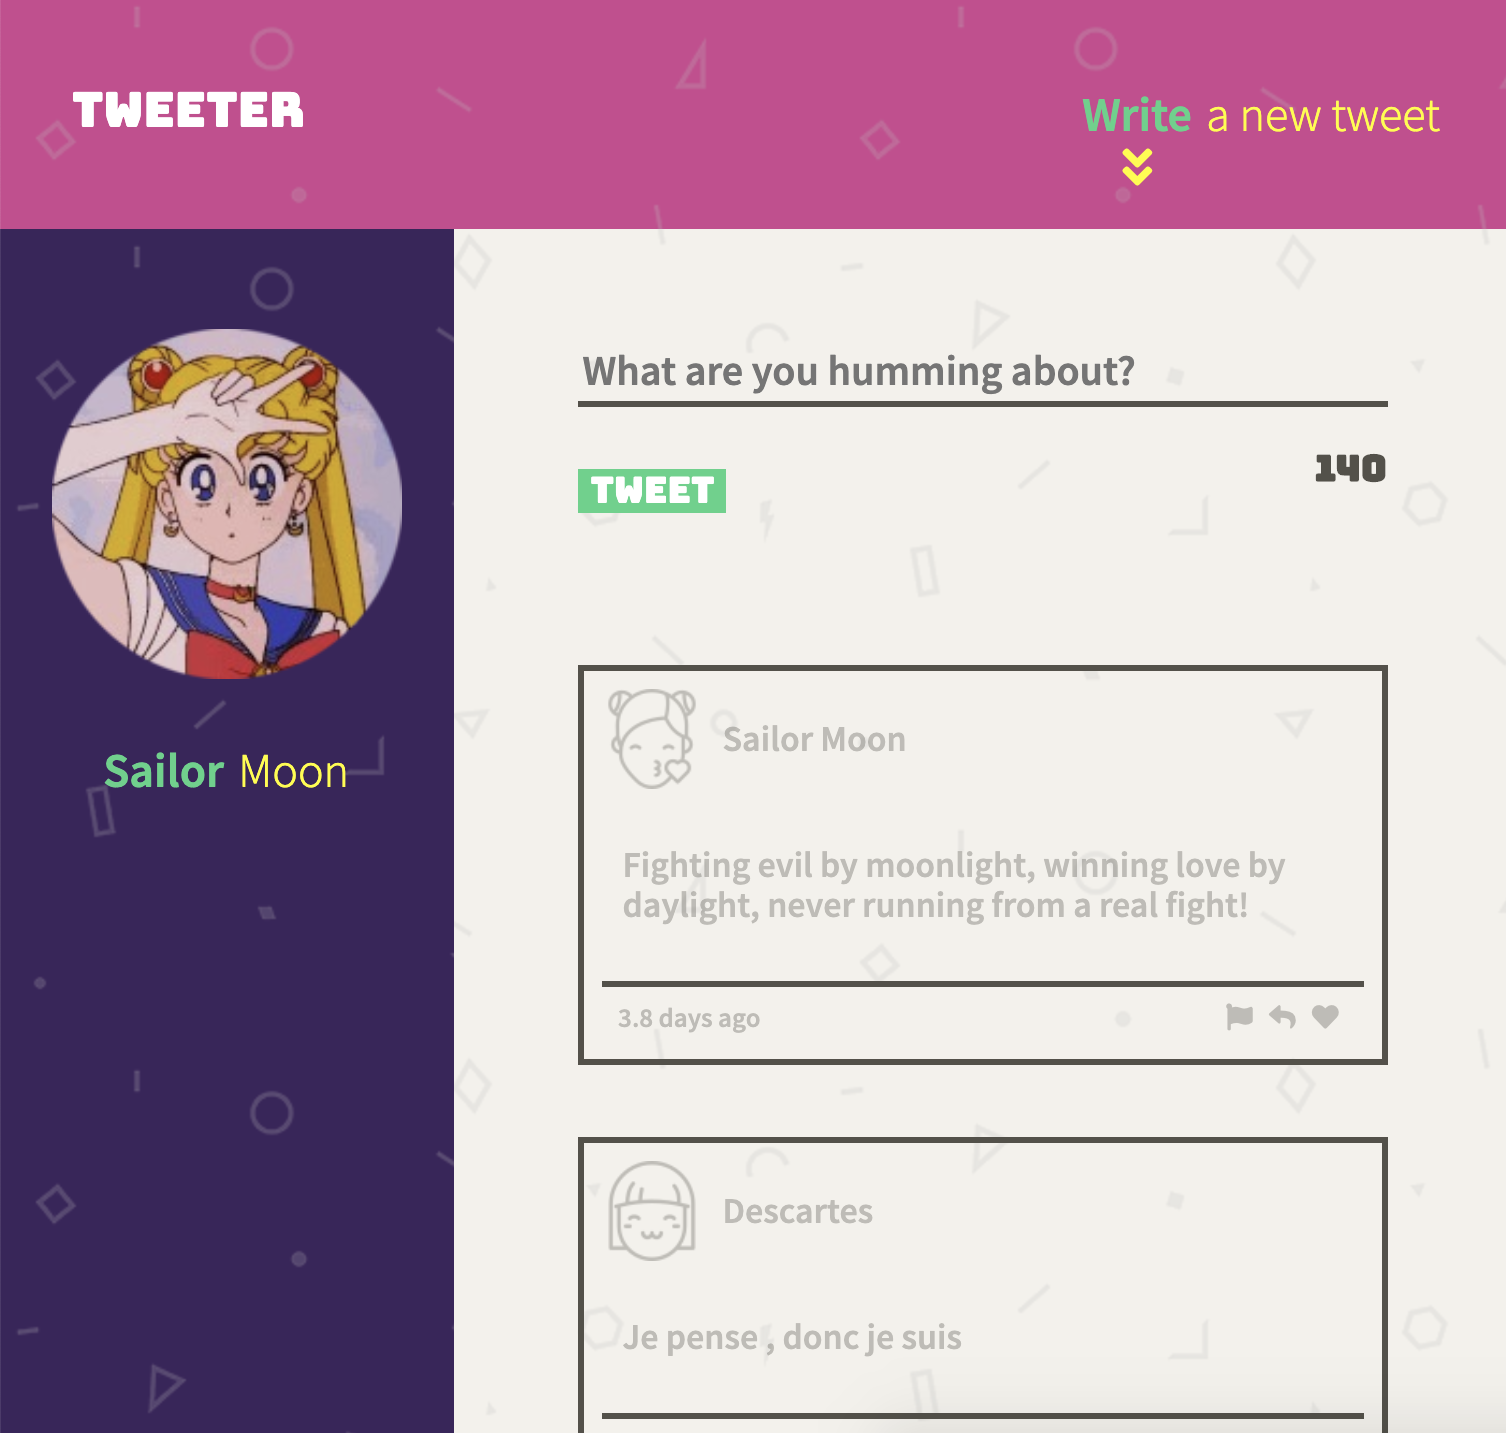 TWEETER
Write a new tweet
Sailor Moon
What are you humming about?
TWEET
140
Sailor Moon
Fighting evil by moonlight, winning love by
daylight, never running from a real fight!
3.8 days ago
Descartes
Je pense , donc je suis